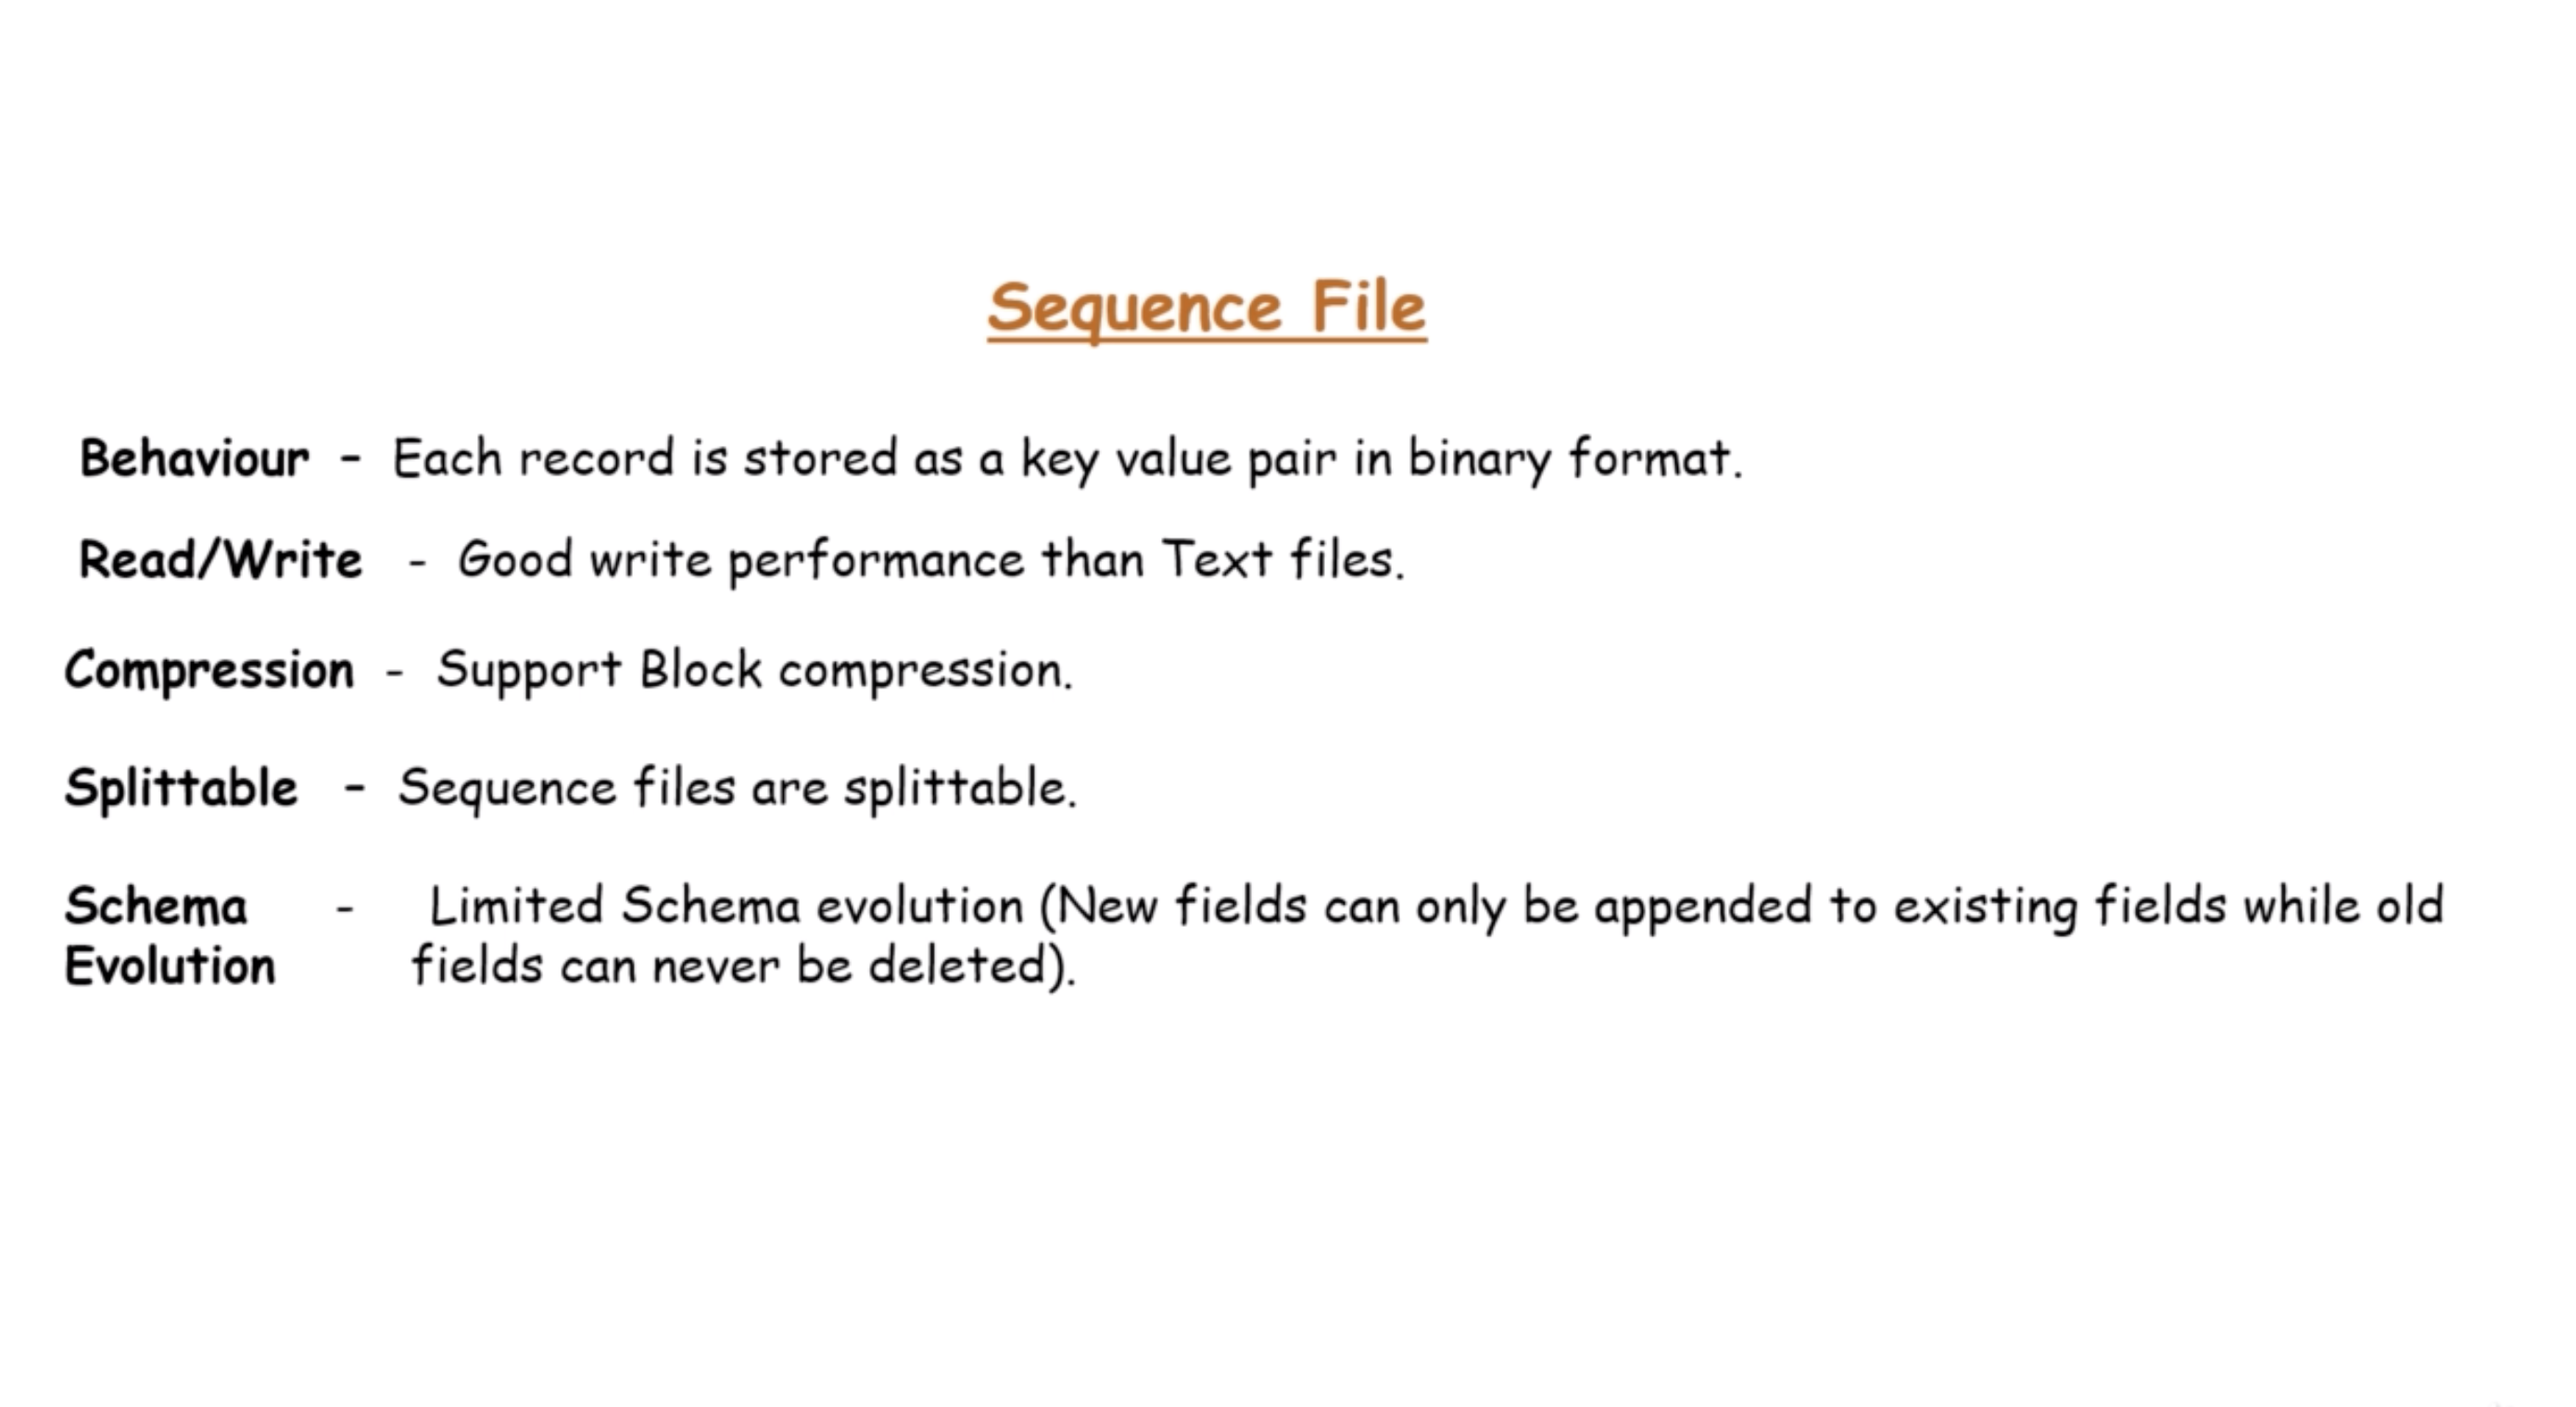 Sequence File
Behaviour - Each record is stored as a key value pair in binary format.
Read/Write - Good write performance than Text files.
Compression - Support Block compression.
Splittable - Sequence files are splittable.
Schema - Limited Schema evolution (New fields can only be appended to existing fields while old
Evolution fields can never be deleted).